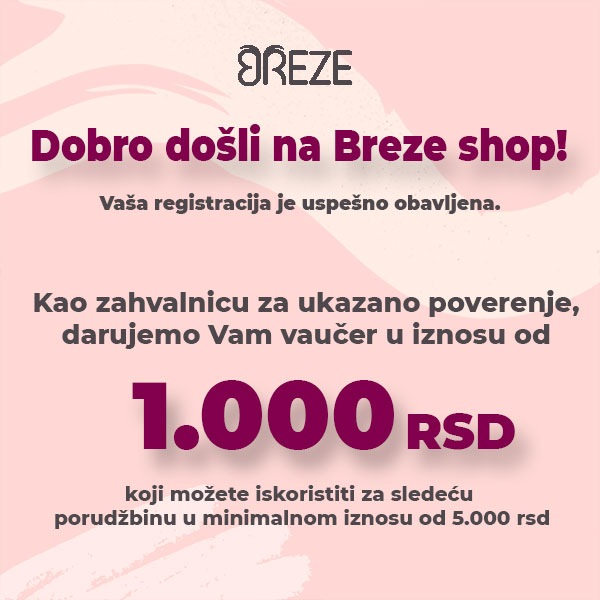 BREZE
Dobro došli na Breze shop!
Vaša registracija je uspešno obavljena.
Kao zahvalnicu za ukazano poverenje,
darujemo Vam vaučer u iznosu od
1.000 RSD
koji možete iskoristiti za sledeću
porudžbinu u minimalnom iznosu od 5.000 rsd